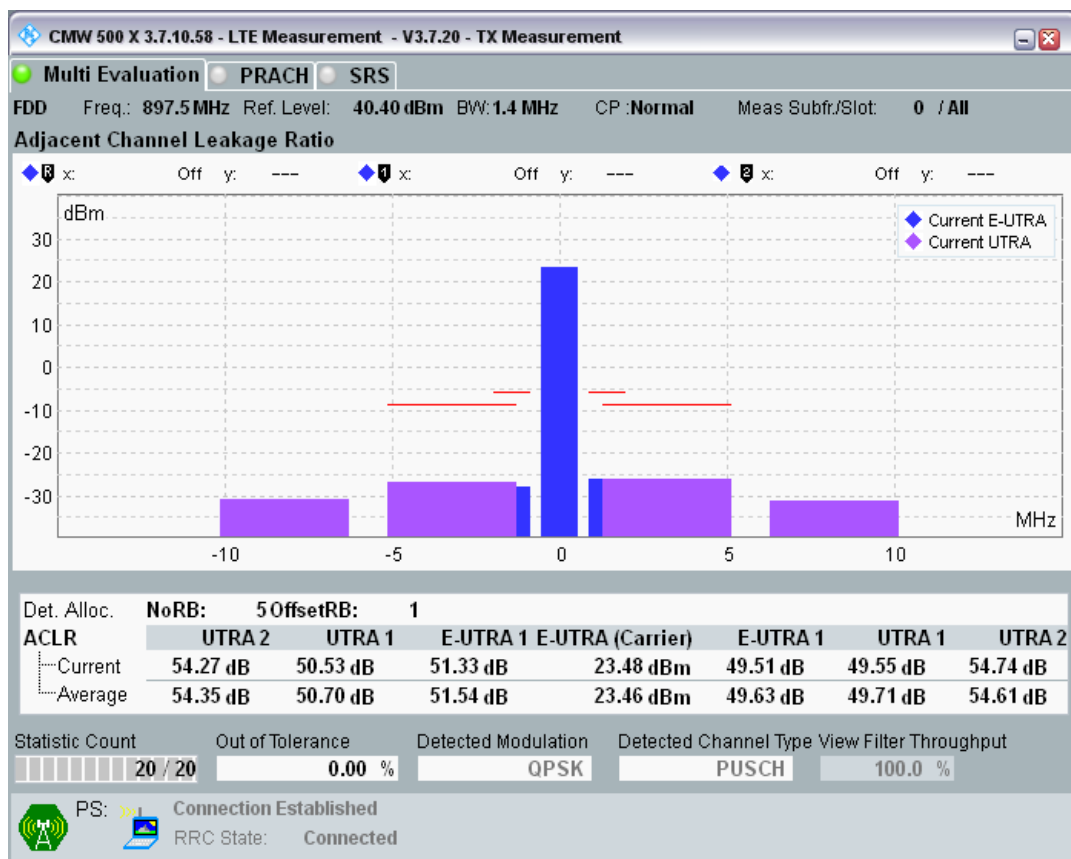 CMW 500 X 3.7.10.58 - LTE Measurement - V3.7.20 - TX Measurement
Multi Evaluation PRACH SRS
FDD Freq.: 897.5 MHz Ref. Level: 40.40 dBm BW: 1.4 MHz CP :Normal Meas Subfr./Slot: 0 / All
Adjacent Channel Leakage Ratio
R x: Off y: --- 1 x: Off y: --- 2 x: Off y: ---
dBm
Current E-UTRA
Current UTRA
30
20
10
0
-10
-20
-30
MHz
-10 -5 0 5 10
Det. Alloc. NoRB: 5 OffsetRB: 1
ACLR UTRA 2 UTRA 1 E-UTRA 1 E-UTRA (Carrier) E-UTRA 1 UTRA 1 UTRA 2
Current 54.27 dB 50.53 dB 51.33 dB 23.48 dBm 49.51 dB 49.55 dB 54.74 dB
Average 54.35 dB 50.70 dB 51.54 dB 23.46 dBm 49.63 dB 49.71 dB 54.61 dB
Statistic Count Out of Tolerance Detected Modulation Detected Channel Type View Filter Throughput
20 / 20 0.00 % QPSK PUSCH 100.0 %
PS: Connection Established
RRC State: Connected